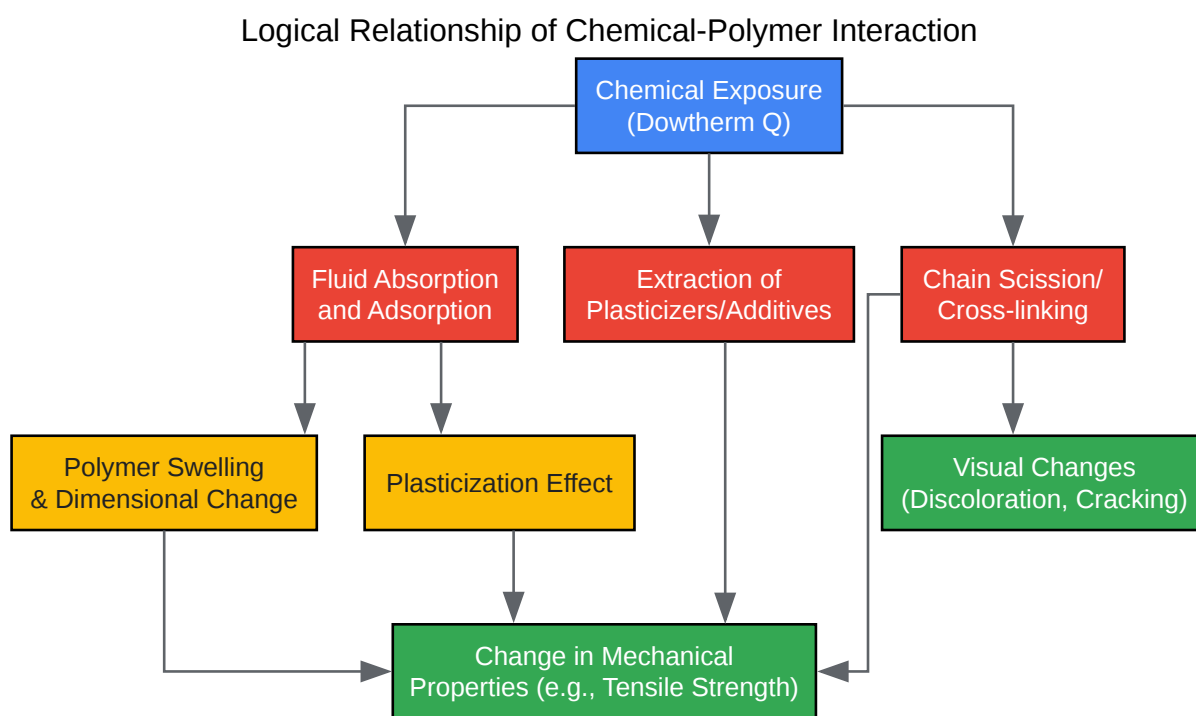 Logical Relationship of Chemical-Polymer Interaction
Chemical Exposure
(Dowtherm Q)
Fluid Absorption
and Adsorption
Extraction of
Plasticizers/Additives
Chain Scission/
Cross-linking
Polymer Swelling
& Dimensional Change
Plasticization Effect
Visual Changes
(Discoloration, Cracking)
Change in Mechanical
Properties (e.g., Tensile Strength)